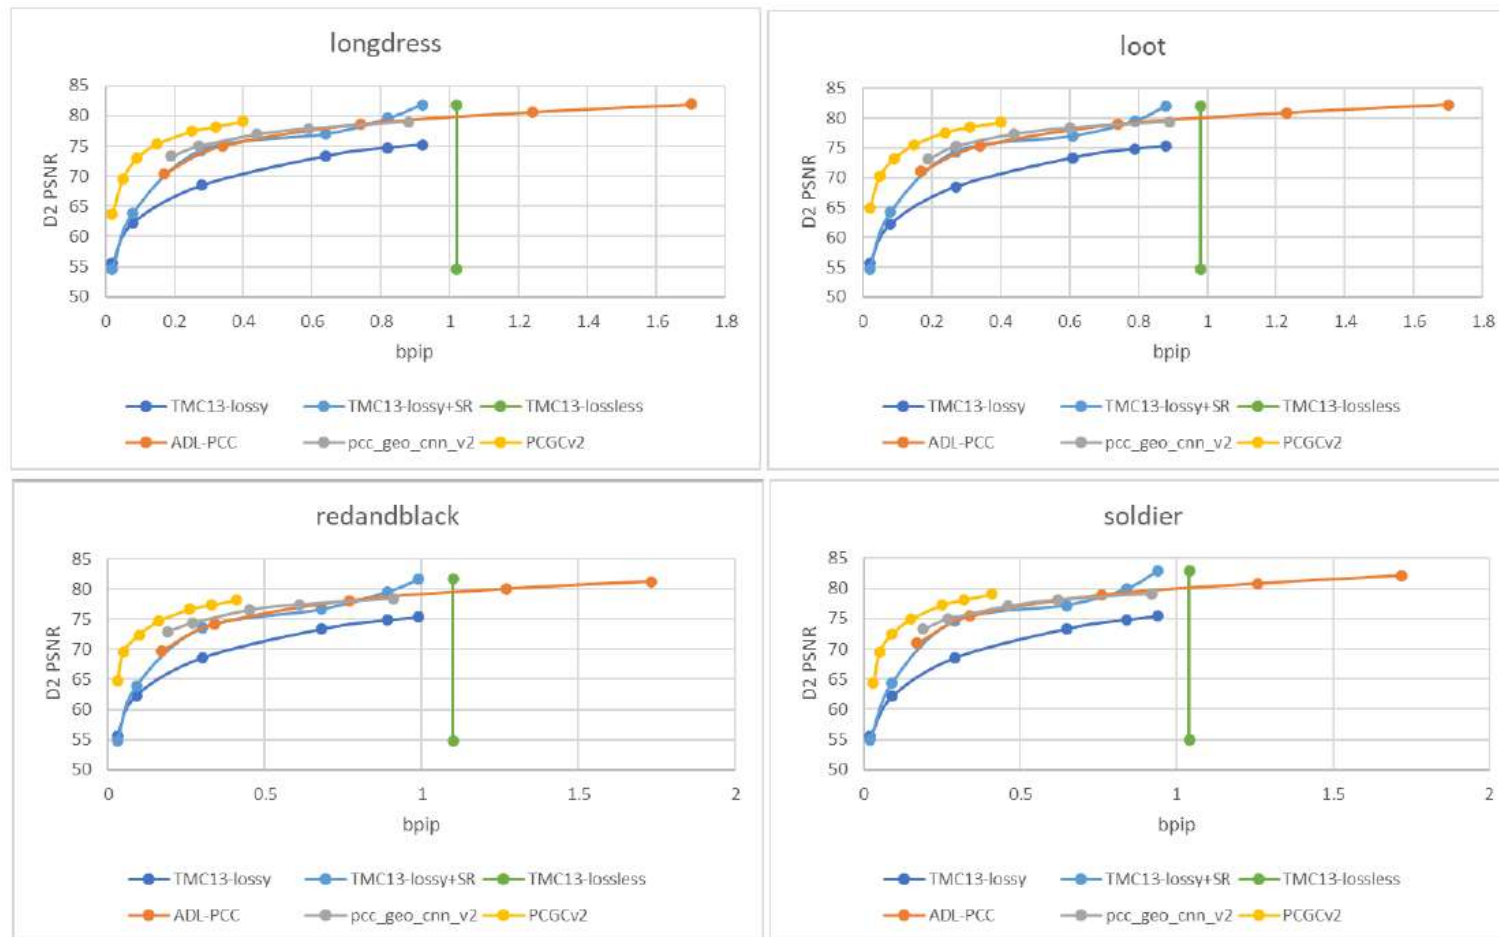 longdress
85
80
75
70
65
60
55
50
D2 PSNR
0 0.2 0.4 0.6 0.8 1 1.2 1.4 1.6 1.8
bpip
TMC13-lossy TMC13-lossy+SR TMC13-lossless
ADL-PCC pcc_geo_cnn_v2 PCGCv2
loot
85
80
75
70
65
60
55
50
D2 PSNR
0 0.2 0.4 0.6 0.8 1 1.2 1.4 1.6 1.8
bpip
TMC13-lossy TMC13-lossy+SR TMC13-lossless
ADL-PCC pcc_geo_cnn_v2 PCGCv2
redandblack
85
80
75
70
65
60
55
50
D2 PSNR
0 0.5 1 1.5 2
bpip
TMC13-lossy TMC13-lossy+SR TMC13-lossless
ADL-PCC pcc_geo_cnn_v2 PCGCv2
soldier
85
80
75
70
65
60
55
50
D2 PSNR
0 0.5 1 1.5 2
bpip
TMC13-lossy TMC13-lossy+SR TMC13-lossless
ADL-PCC pcc_geo_cnn_v2 PCGCv2